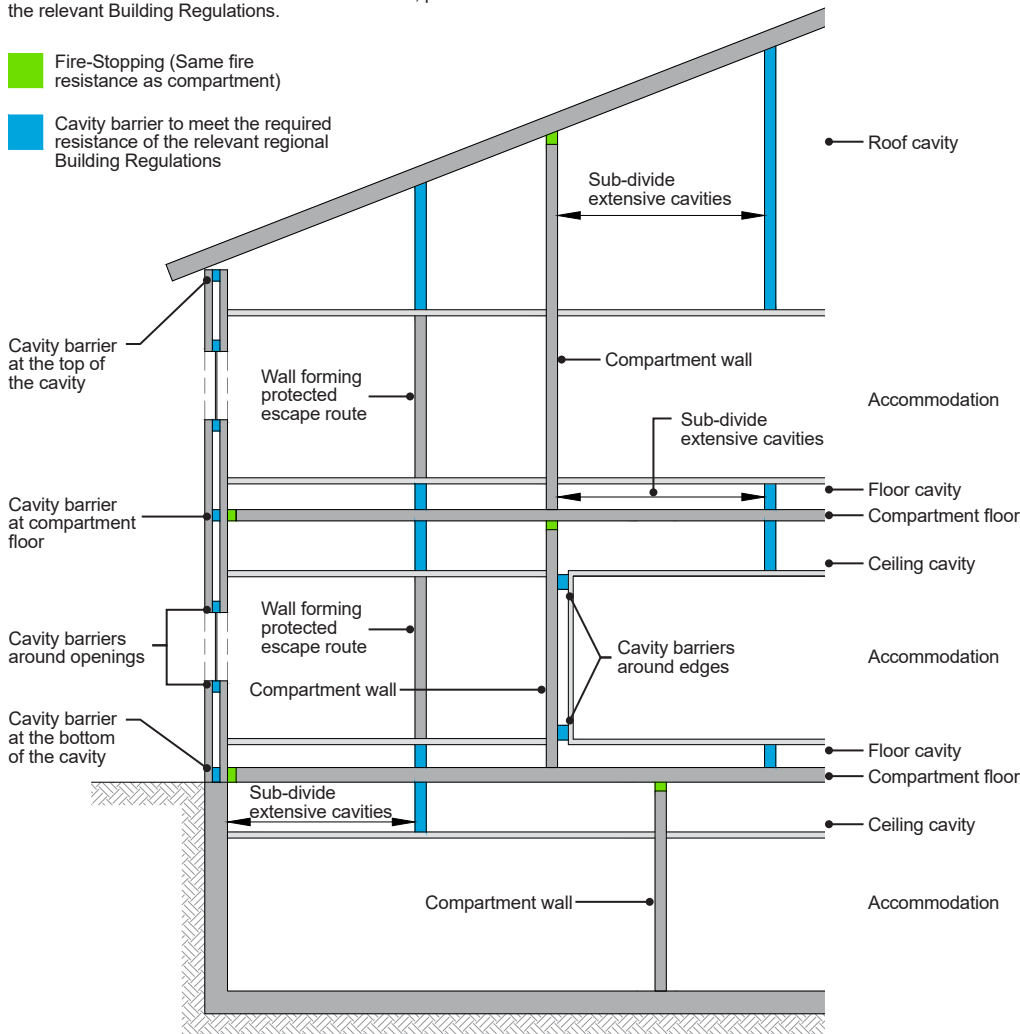 the relevant Building Regulations.
Fire-Stopping (Same fire
resistance as compartment)
Cavity barrier to meet the required
resistance of the relevant regional
Building Regulations
Roof cavity
Sub-divide
extensive cavities
Cavity barrier
at the top of
the cavity
Wall forming
protected
escape route
Compartment wall
Accommodation
Sub-divide
extensive cavities
Floor cavity
Cavity barrier
at compartment
floor
Compartment floor
Ceiling cavity
Cavity barriers
around openings
Wall forming
protected
escape route
Cavity barriers
around edges
Accommodation
Compartment wall
Cavity barrier
at the bottom
of the cavity
Floor cavity
Compartment floor
Sub-divide
extensive cavities
Ceiling cavity
Compartment wall
Accommodation